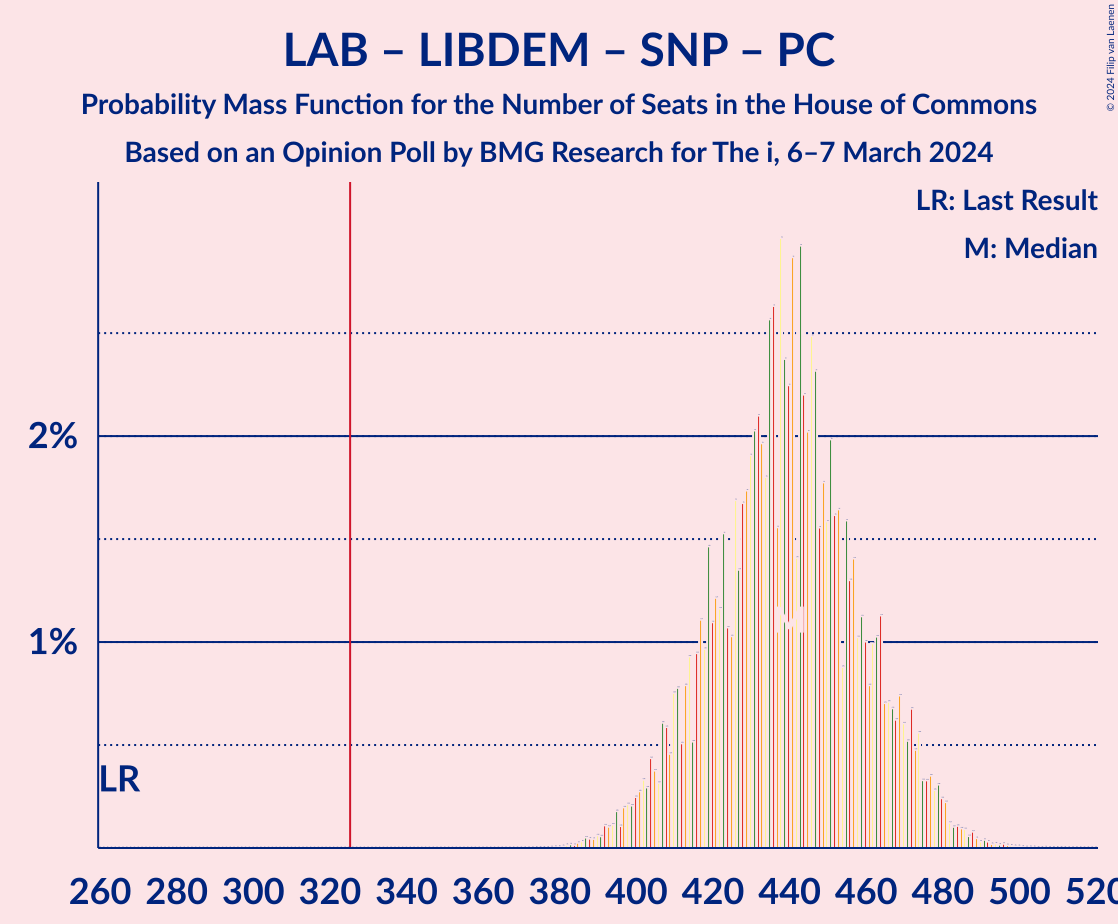 LAB – LIBDEM – SNP – PC
Probability Mass Function for the Number of Seats in the House of Commons
Based on an Opinion Poll by BMG Research for The i, 6–7 March 2024
© 2024 Filip van Laenen
LR: Last Result
M: Median
2%
1%
LR
M
260 280 300 320 340 360 380 400 420 440 460 480 500 520